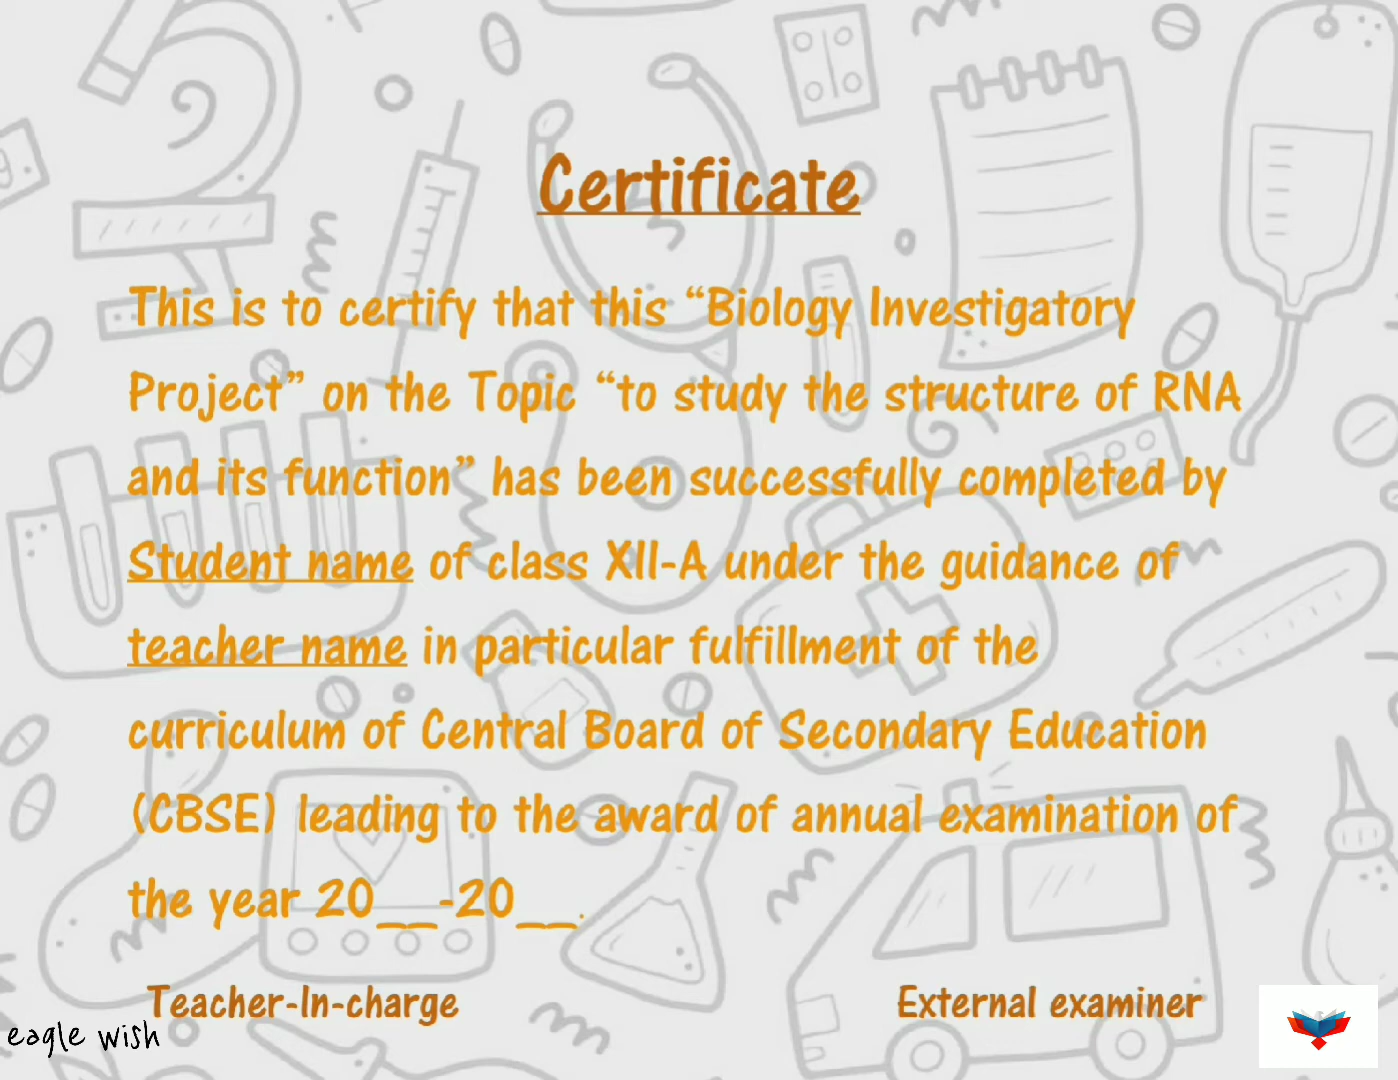 Certificate
This is to certify that this “Biology Investigatory
Project” on the Topic “to study the structure of RNA
and its function” has been successfully completed by
Student name of class XII-A under the guidance of
teacher name in particular fulfillment of the
curriculum of Central Board of Secondary Education
(CBSE) leading to the award of annual examination of
the year 20__-20__.
Teacher-In-charge External examiner
eagle wish